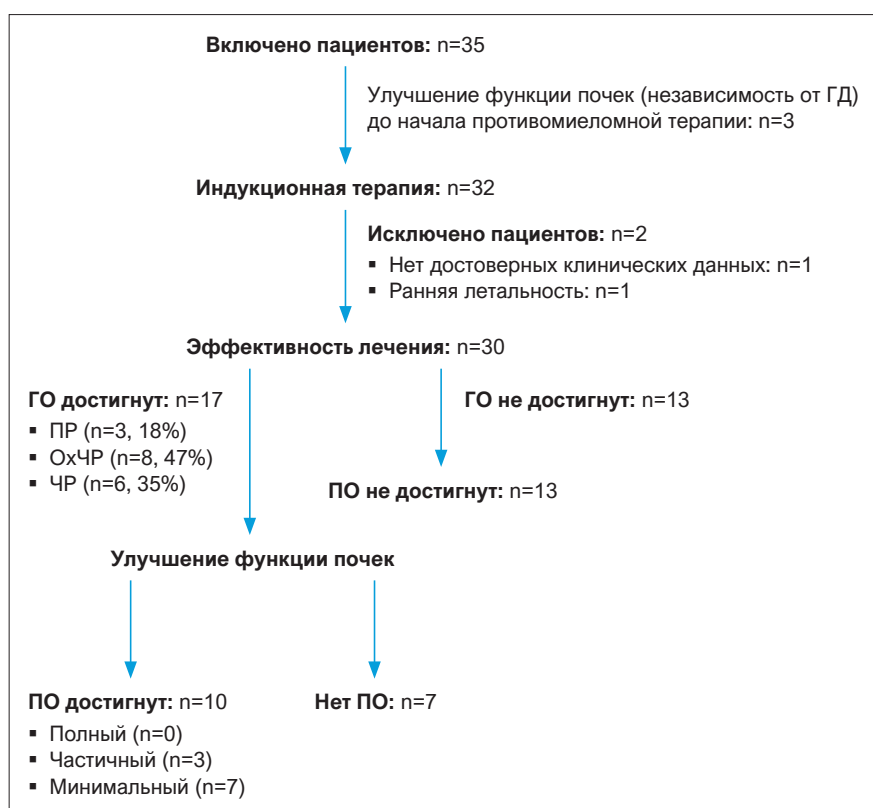 Включено пациентов: n=35
Улучшение функции почек (независимость от ГД)
до начала противомиеломной терапии: n=3
Индукционная терапия: n=32
Исключено пациентов: n=2
▪ Нет достоверных клинических данных: n=1
▪ Ранняя летальность: n=1
Эффективность лечения: n=30
ГО достигнут: n=17
▪ ПР (n=3, 18%)
▪ ОхЧР (n=8, 47%)
▪ ЧР (n=6, 35%)
ГО не достигнут: n=13
ПО не достигнут: n=13
Улучшение функции почек
ПО достигнут: n=10
▪ Полный (n=0)
▪ Частичный (n=3)
▪ Минимальный (n=7)
Нет ПО: n=7